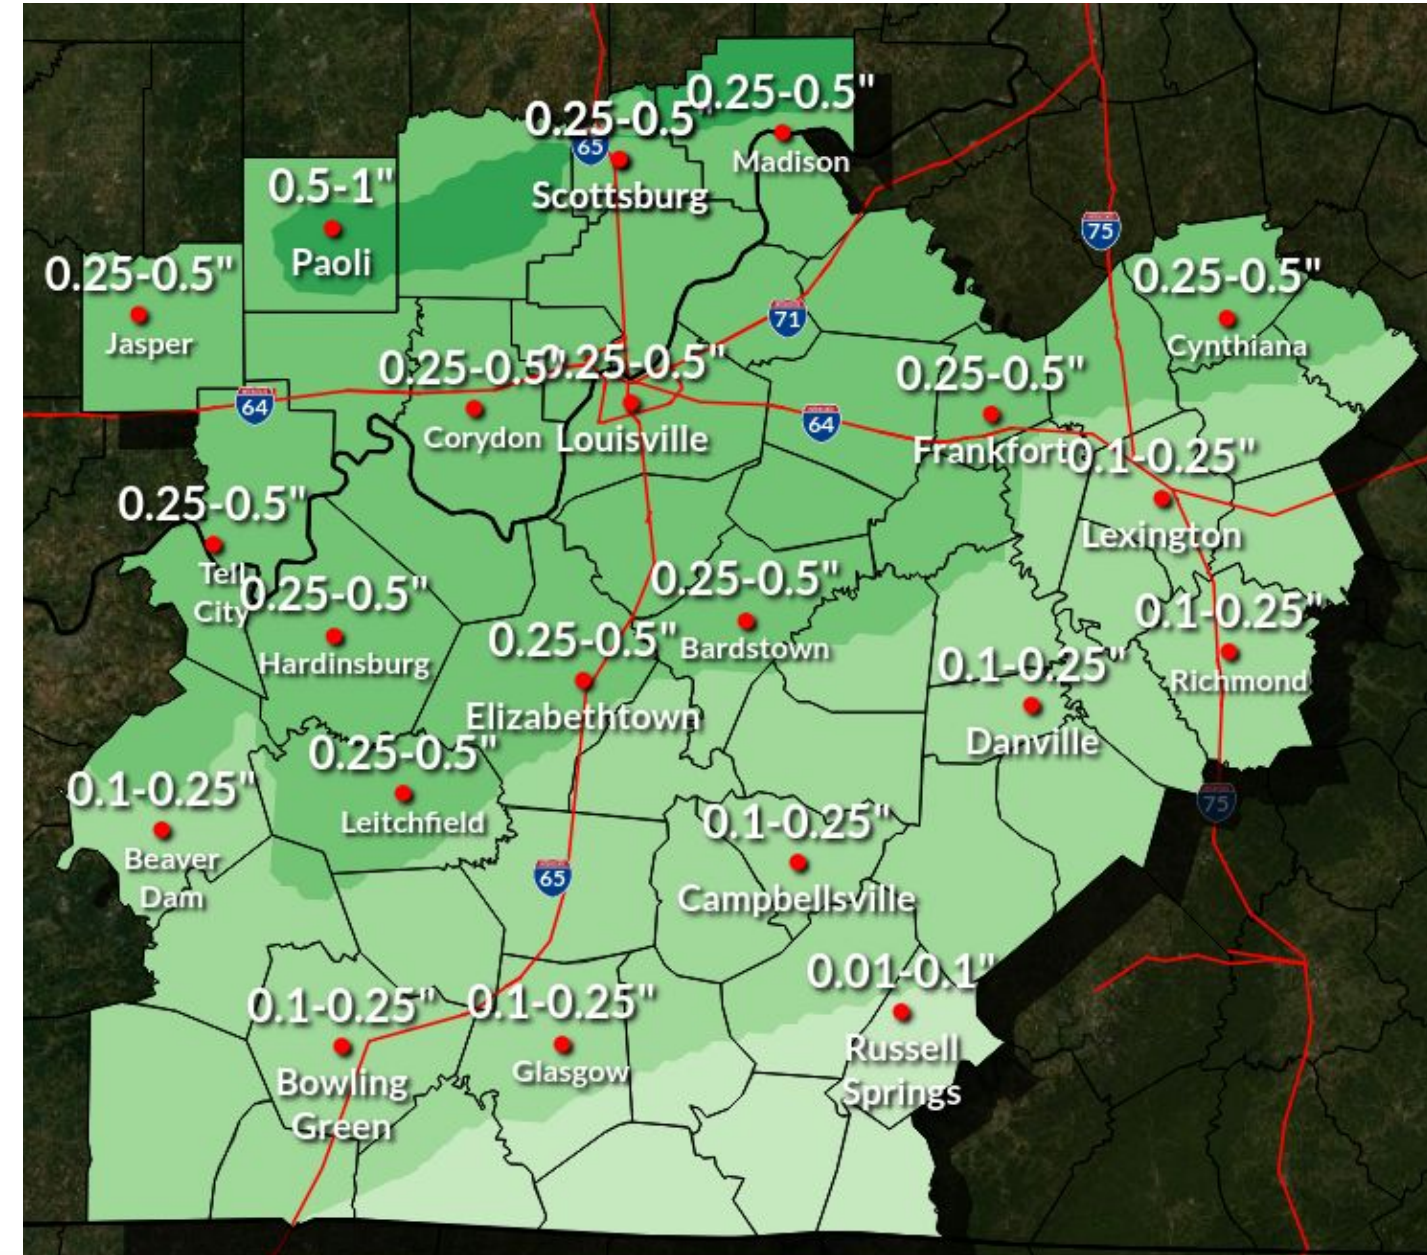 0.25-0.5"
Madison
0.25-0.5"
65
Scottsburg
0.5-1"
Paoli
75
0.25-0.5"
Jasper
0.25-0.5"
Cynthiana
71
0.25-0.5"
Corydon
0.25-0.5"
Louisville
64
64
0.25-0.5"
Frankfort
0.1-0.25"
Lexington
0.25-0.5"
Tell
City
0.25-0.5"
Hardinsburg
0.25-0.5"
Bardstown
0.25-0.5"
Elizabethtown
0.1-0.25"
Richmond
0.1-0.25"
Danville
0.25-0.5"
Leitchfield
0.1-0.25"
Beaver
Dam
75
0.1-0.25"
Campbellsville
65
0.01-0.1"
Russell
Springs
0.1-0.25"
Bowling
Green
0.1-0.25"
Glasgow